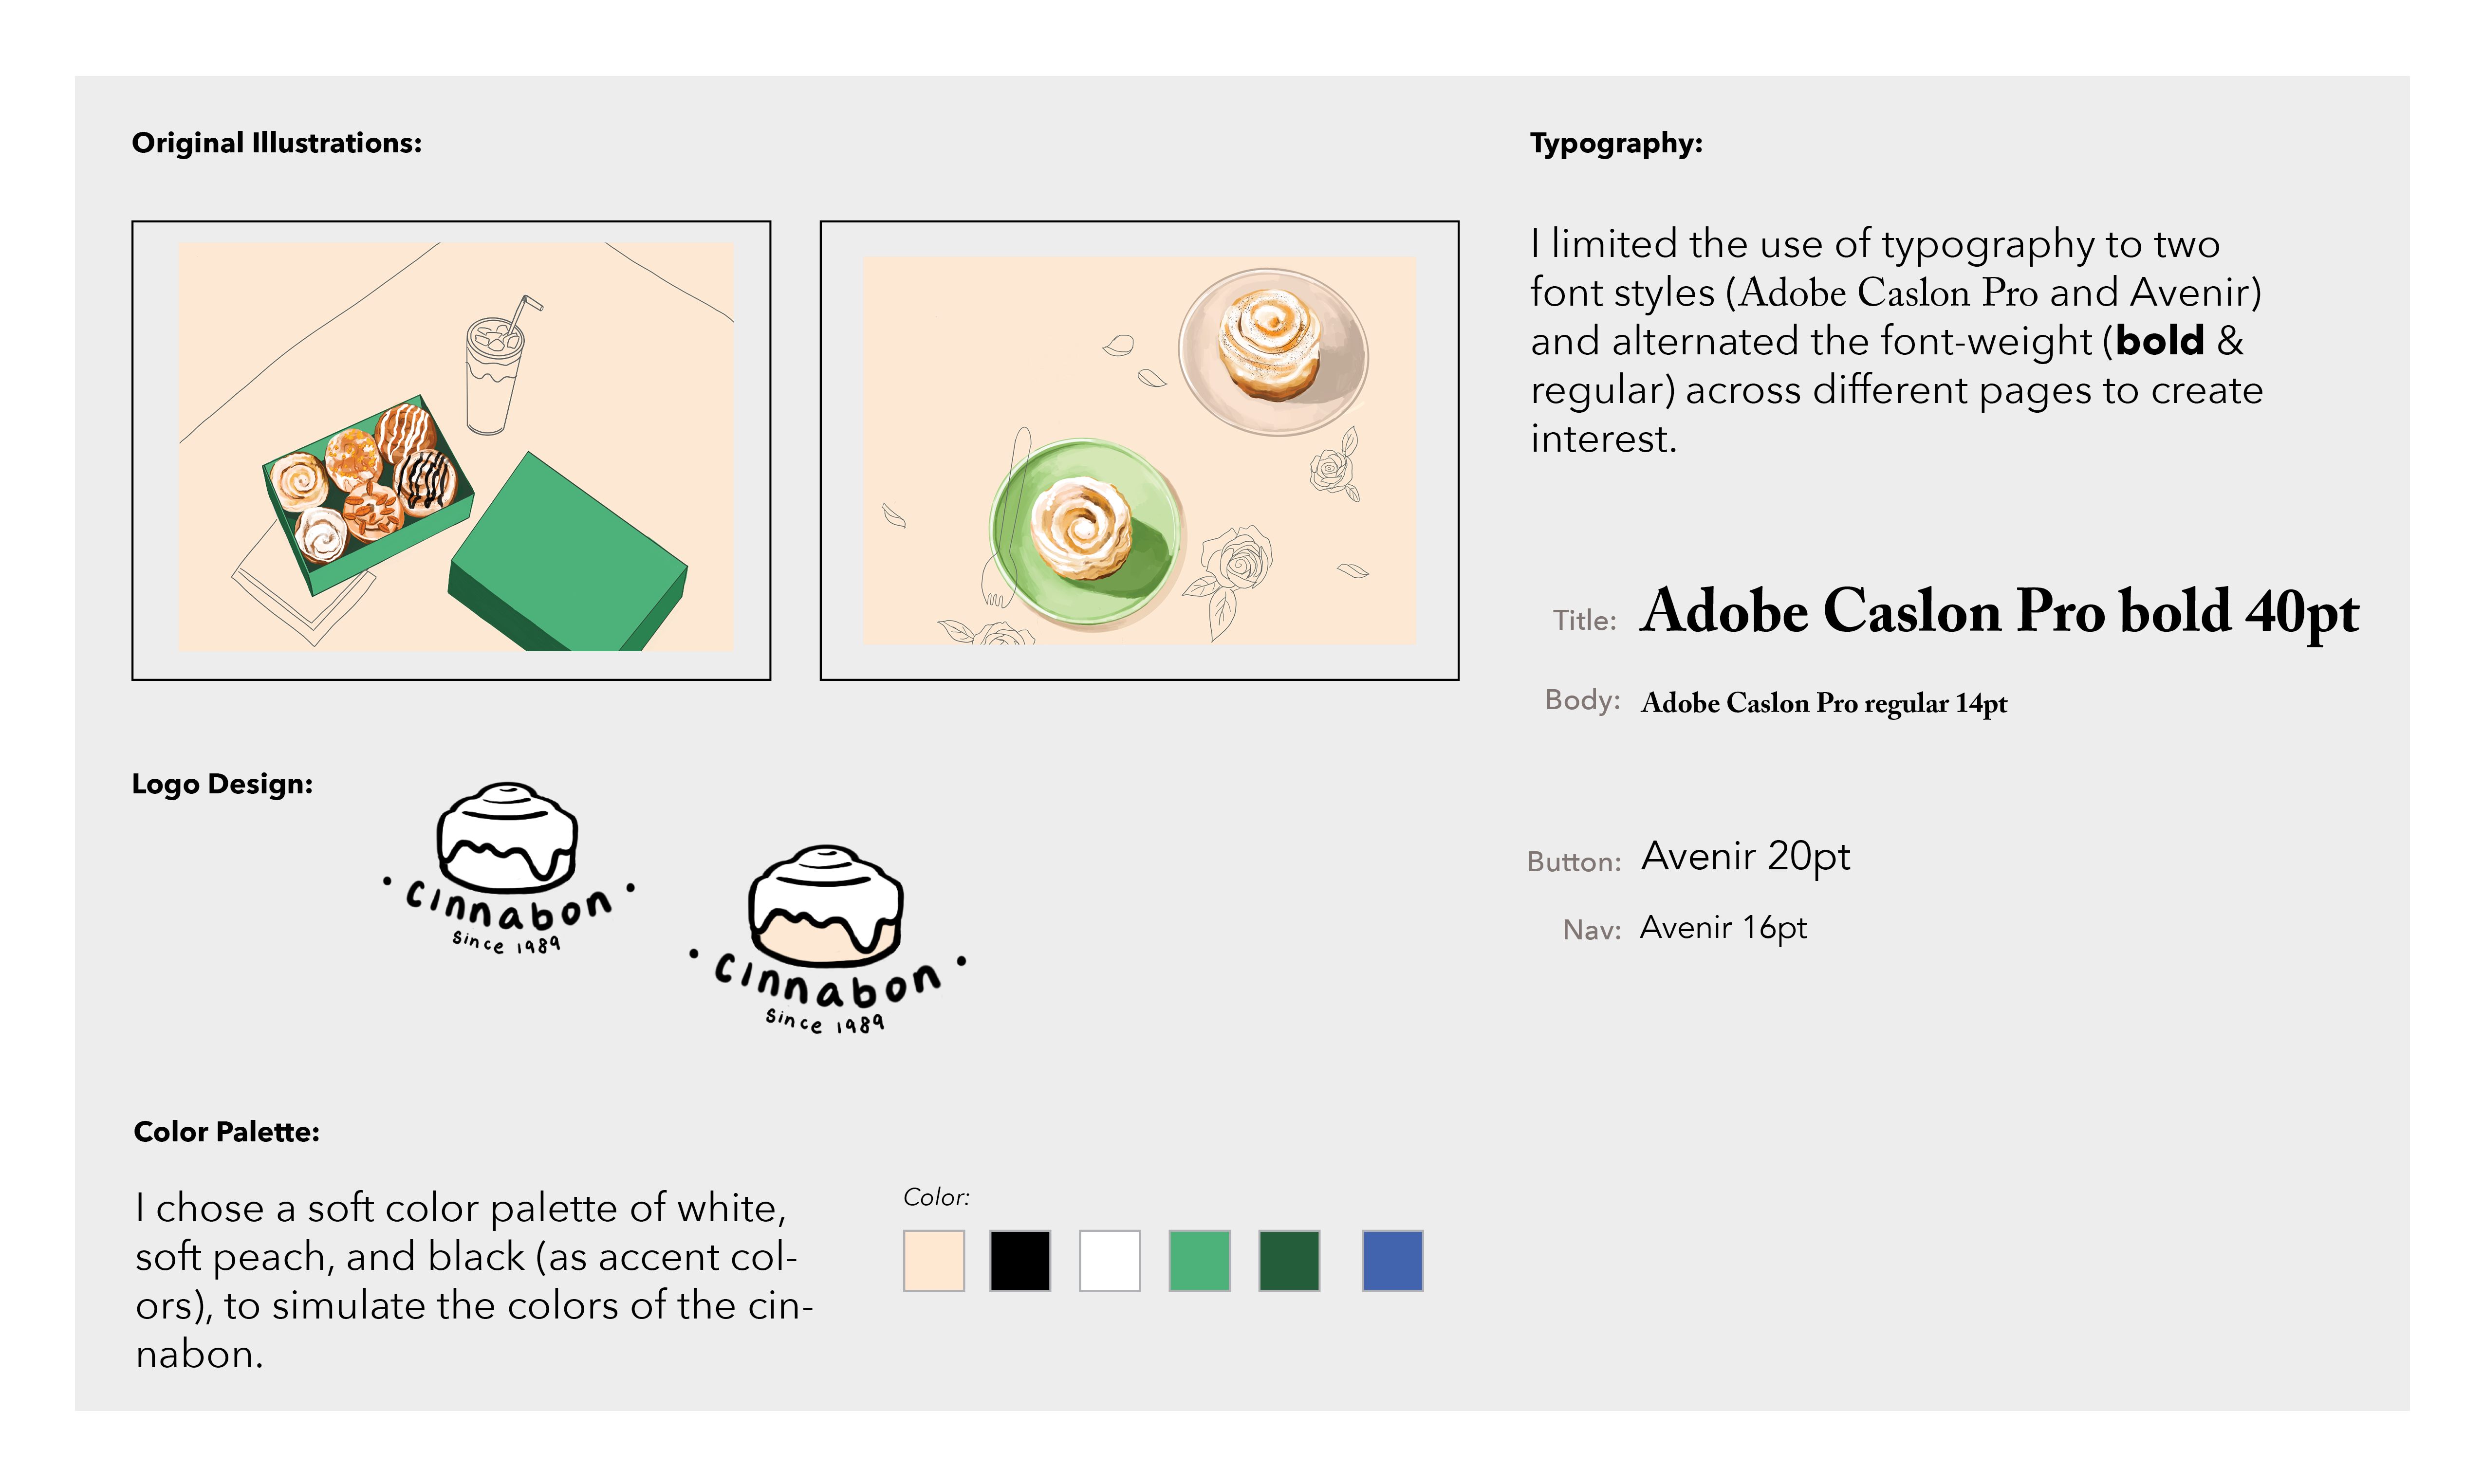 Original Illustrations:
Logo Design:
cinnabon
since 1989
cinnabon
since 1989
Color Palette:
I chose a soft color palette of white,
soft peach, and black (as accent col-
ors), to simulate the colors of the cin-
nabon.
Color:
Typography:
I limited the use of typography to two
font styles (Adobe Caslon Pro and Avenir)
and alternated the font-weight (bold &
regular) across different pages to create
interest.
Title: Adobe Caslon Pro bold 40pt
Body: Adobe Caslon Pro regular 14pt
Button: Avenir 20pt
Nav: Avenir 16pt